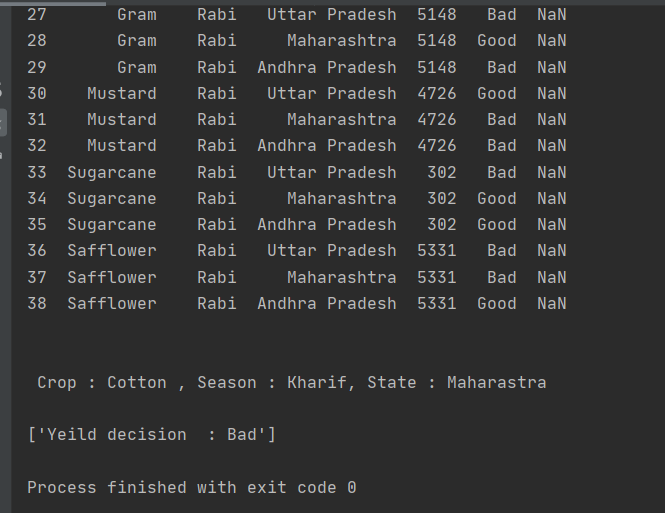 27 Gram Rabi Uttar Pradesh 5148 Bad NaN
28 Gram Rabi Maharashtra 5148 Good NaN
29 Gram Rabi Andhra Pradesh 5148 Bad NaN
30 Mustard Rabi Uttar Pradesh 4726 Good NaN
31 Mustard Rabi Maharashtra 4726 Bad NaN
32 Mustard Rabi Andhra Pradesh 4726 Bad NaN
33 Sugarcane Rabi Uttar Pradesh 302 Bad NaN
34 Sugarcane Rabi Maharashtra 302 Good NaN
35 Sugarcane Rabi Andhra Pradesh 302 Good NaN
36 Safflower Rabi Uttar Pradesh 5331 Bad NaN
37 Safflower Rabi Maharashtra 5331 Bad NaN
38 Safflower Rabi Andhra Pradesh 5331 Good NaN
Crop : Cotton , Season : Kharif, State : Maharastra
['Yeild decision  : Bad']
Process finished with exit code 0